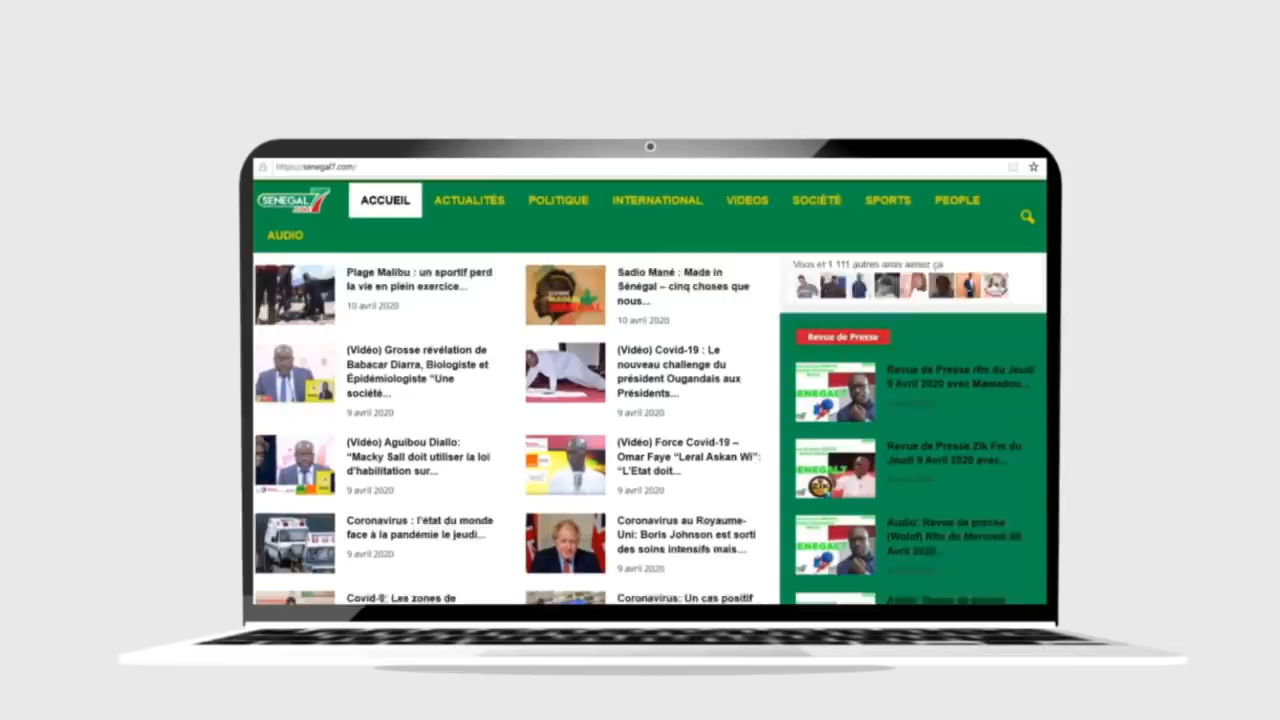 https://senegal7.com/
SENEGAL 7
ACCUEIL
ACTUALITÉS
POLITIQUE
INTERNATIONAL
VIDEOS
SOCIÉTÉ
SPORTS
PEOPLE
AUDIO
Plage Malibu : un sportif perd
la vie en plein exercice...
10 avril 2020
Sadio Mané : Made in
Sénégal – cinq choses que
nous...
10 avril 2020
(Vidéo) Grosse révélation de
Babacar Diarra, Biologiste et
Épidémiologiste “Une
société...
9 avril 2020
(Vidéo) Covid-19 : Le
nouveau challenge du
président Ougandais aux
Présidents...
9 avril 2020
(Vidéo) Aguibou Diallo:
“Macky Sall doit utiliser la loi
d’habilitation sur...
9 avril 2020
(Vidéo) Force Covid-19 –
Omar Faye “Leral Askan Wi”:
“L’Etat doit...
9 avril 2020
Coronavirus : l’état du monde
face à la pandémie le jeudi...
9 avril 2020
Coronavirus au Royaume-
Uni: Boris Johnson est sorti
des soins intensifs mais...
9 avril 2020
Les zones de
Coronavirus: Un cas positif
Vous et 1 111 autres amis aimez ça
Revue de Presse
Revue de Presse rfm du Jeudi
9 Avril 2020 avec Mamadou...
Revue de Presse Zik Fm du
Jeudi 9 Avril 2020 avec...
Audio: Revue de presse
(Wolof) Rfm du Mercredi 08
Avril 2020...